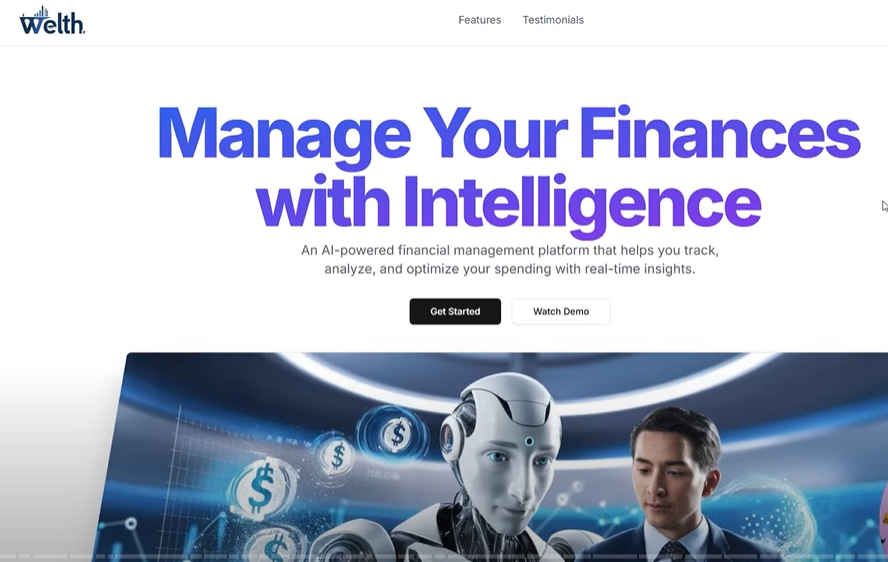 Welth
Features Testimonials
Manage Your Finances
with Intelligence
An AI-powered financial management platform that helps you track,
analyze, and optimize your spending with real-time insights.
Get Started Watch Demo
$
$
$
$